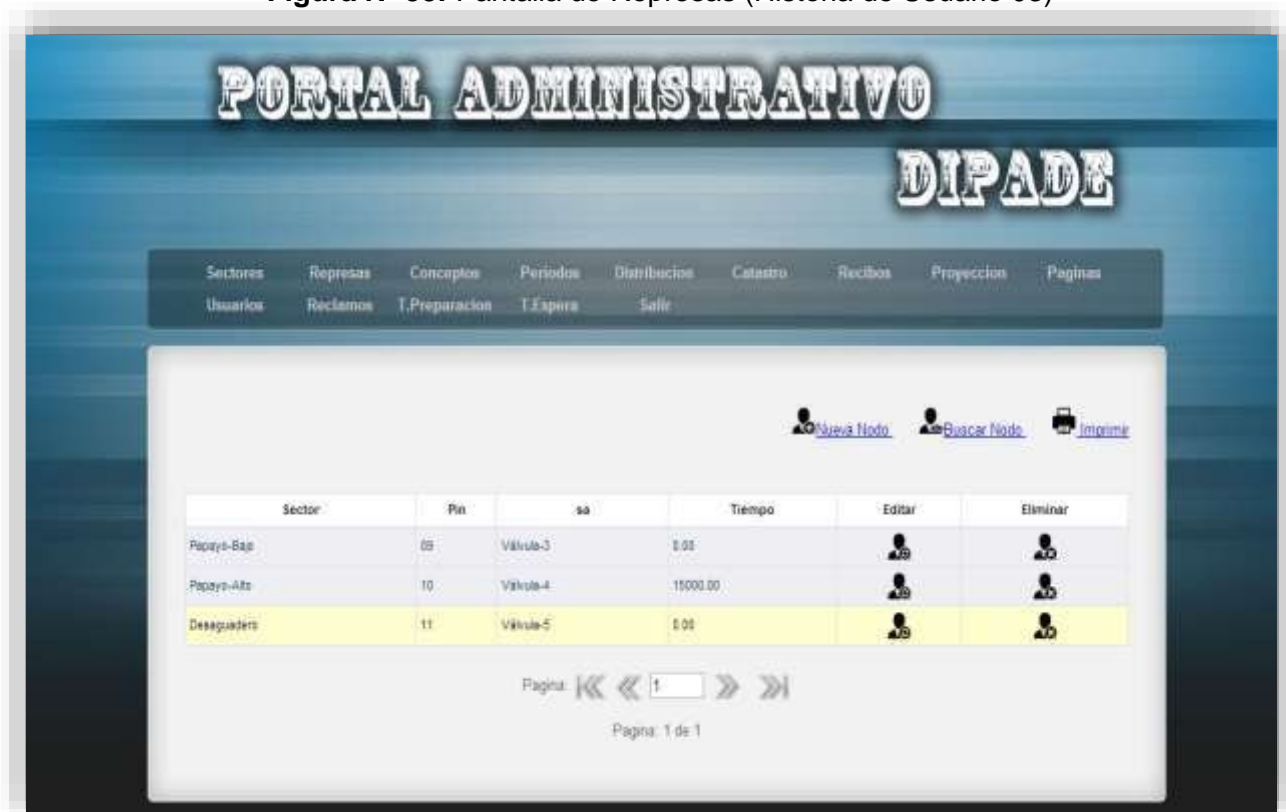 Pantalla de Represas (Historia de Usuario
PORTAL ADMINISTRATIVO
DIPADE
Sectores Represas Conceptos Periodos Distribucion Catastro Recibos Proyeccion Paginas
Usuarios Reclamos T.Preparacion T.Espera Salir
Nueva Nodo Buscar Nodo Imprimir
Sector Pin sa Tiempo Editar Eliminar
Papayo-Bajo 09 Válvula-3 0.00
Papayo-Alto 10 Válvula-4 15000.00
Desaguadero 11 Válvula-5 0.00
Pagina: 1
Pagina: 1 de 1